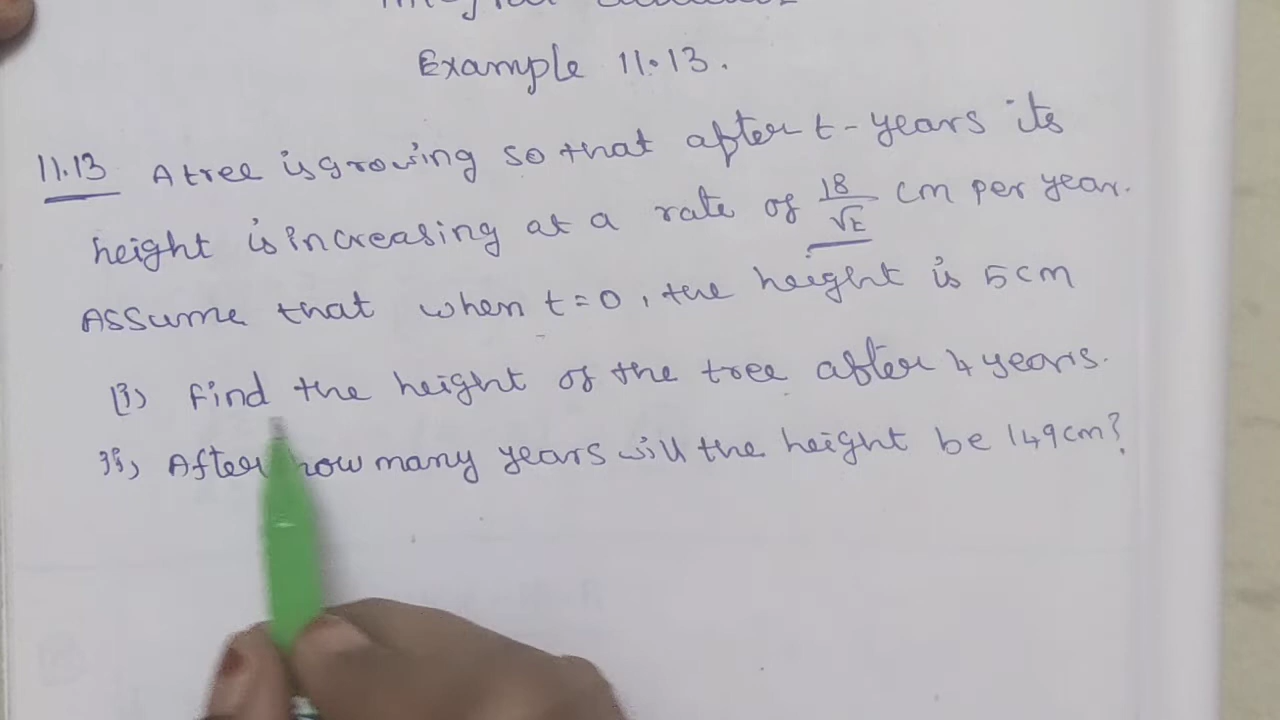 Example 11.13.
11.13 A tree is growing so that after t-years its
height is increasing at a rate of 18/√t cm per year.
Assume that when t=0, the height is 5cm
(i) Find the height of the tree after 4 years.
ii) After how many years will the height be 149cm?